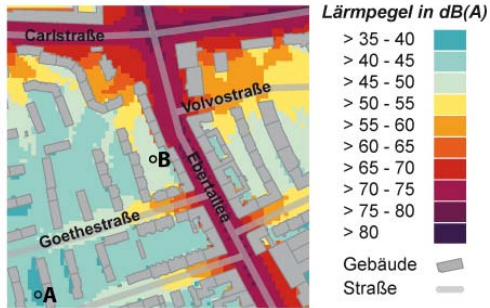 Carlstraße
Volvostraße
Ebertallee
Goethestraße
B
A
Lärmpegel in dB(A)
> 35 - 40
> 40 - 45
> 45 - 50
> 50 - 55
> 55 - 60
> 60 - 65
> 65 - 70
> 70 - 75
> 75 - 80
> 80
Gebäude
Straße